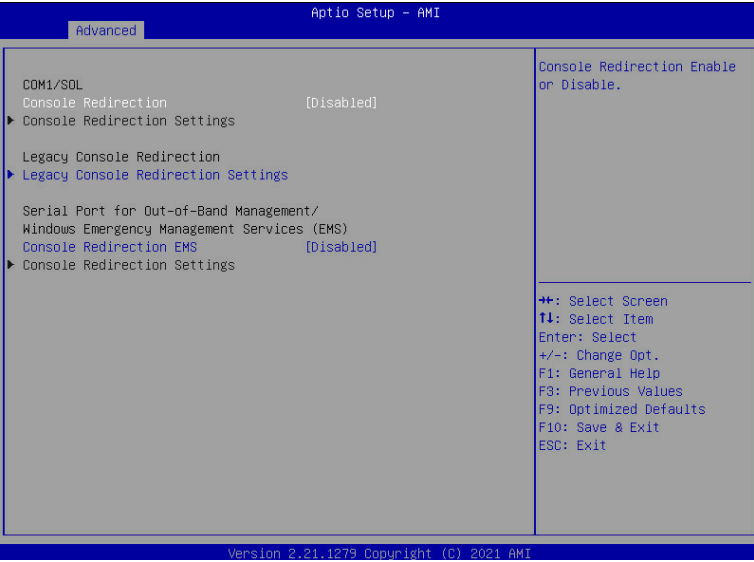 Aptio Setup – AMI
Advanced
COM1/SOL
Console Redirection [Disabled]
▶ Console Redirection Settings
Legacy Console Redirection
▶ Legacy Console Redirection Settings
Serial Port for Out-of-Band Management/
Windows Emergency Management Services (EMS)
Console Redirection EMS [Disabled]
▶ Console Redirection Settings
Console Redirection Enable
or Disable.
→←: Select Screen
↑↓: Select Item
Enter: Select
+/-: Change Opt.
F1: General Help
F3: Previous Values
F9: Optimized Defaults
F10: Save & Exit
ESC: Exit
Version 2.21.1279 Copyright (C) 2021 AMI